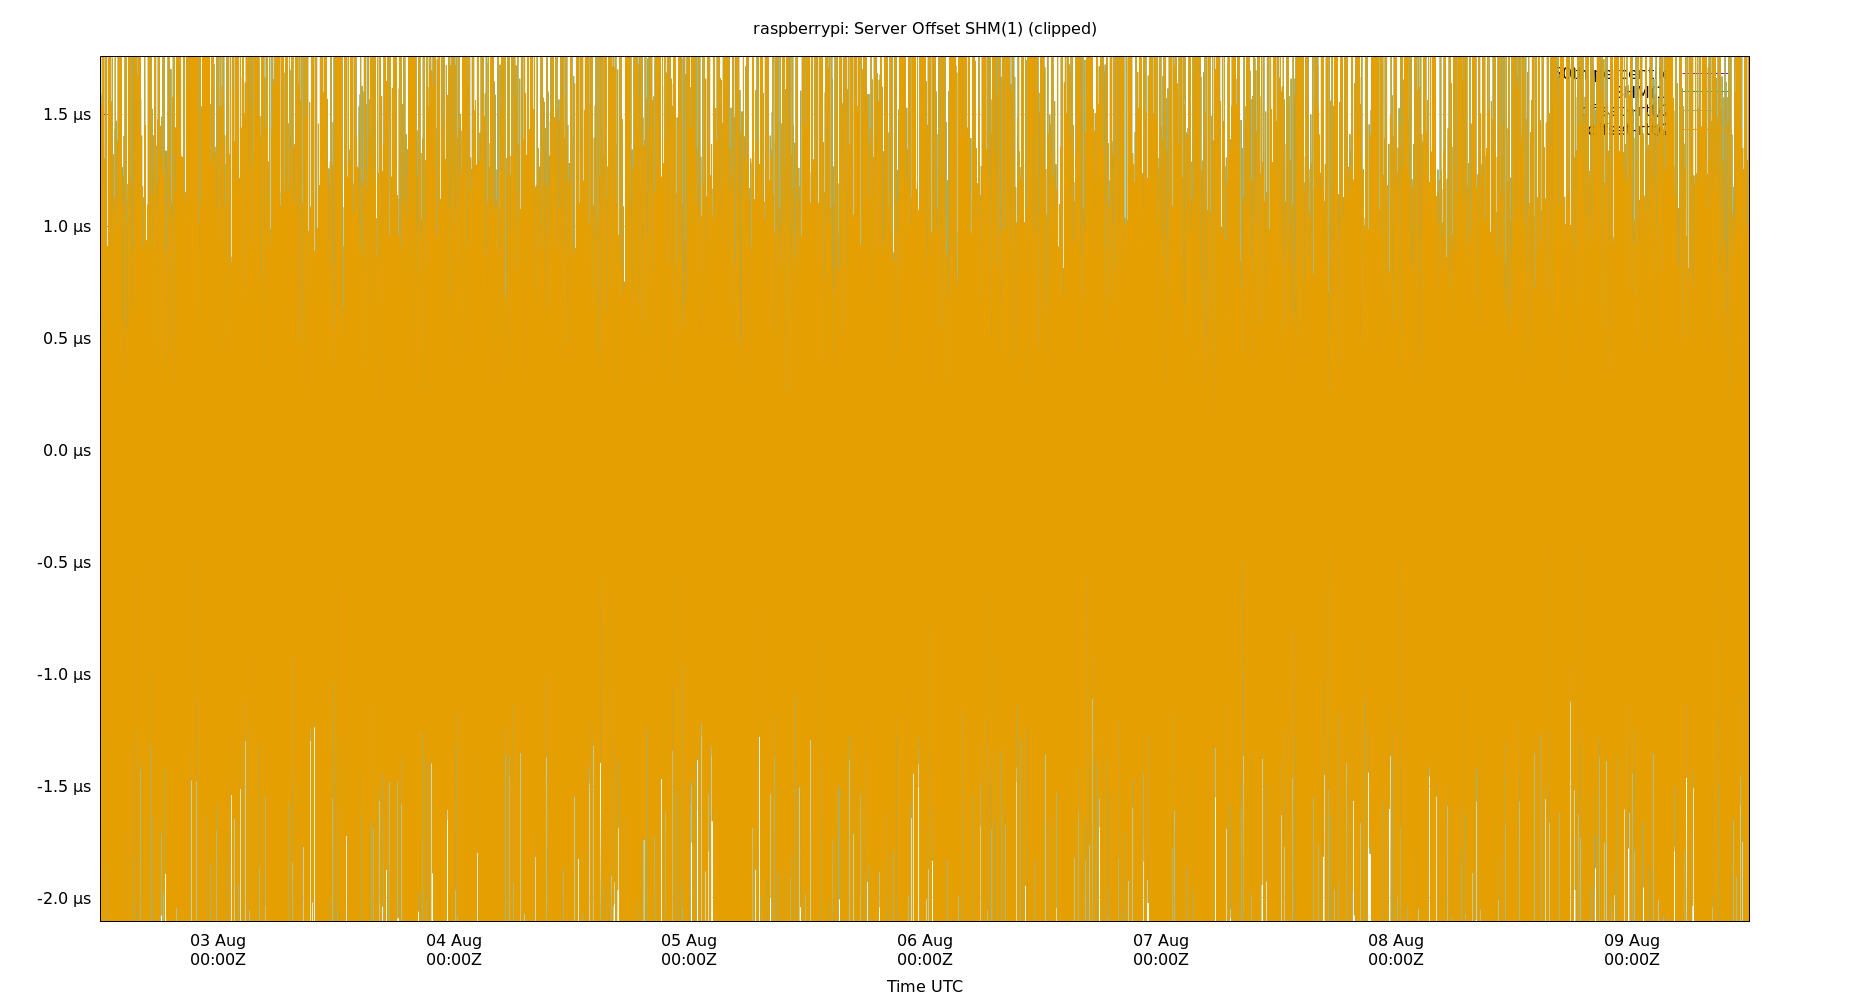 raspberrypi: Server Offset SHM(1) (clipped)
1.5 µs
1.0 µs
0.5 µs
0.0 µs
-0.5 µs
-1.0 µs
-1.5 µs
-2.0 µs
03 Aug 04 Aug 05 Aug 06 Aug 07 Aug 08 Aug 09 Aug
00:00Z 00:00Z 00:00Z 00:00Z 00:00Z 00:00Z 00:00Z
Time UTC